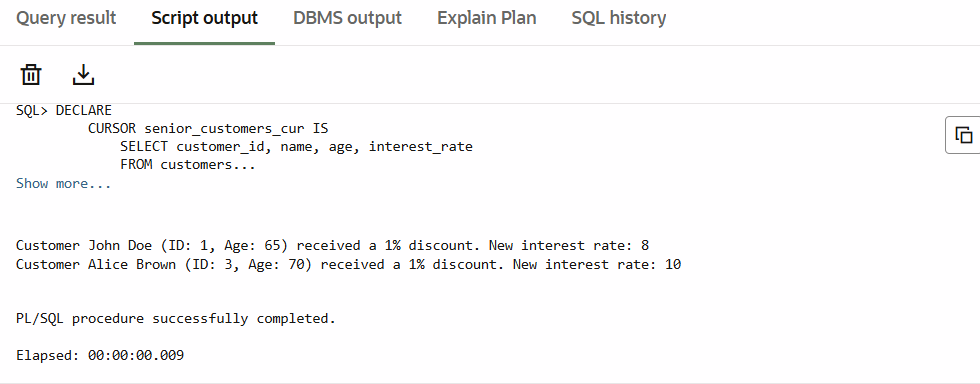 Query result Script output DBMS output Explain Plan SQL history
SQL> DECLARE
CURSOR senior_customers_cur IS
SELECT customer_id, name, age, interest_rate
FROM customers...
Show more...
Customer John Doe (ID: 1, Age: 65) received a 1% discount. New interest rate: 8
Customer Alice Brown (ID: 3, Age: 70) received a 1% discount. New interest rate: 10
PL/SQL procedure successfully completed.
Elapsed: 00:00:00.009